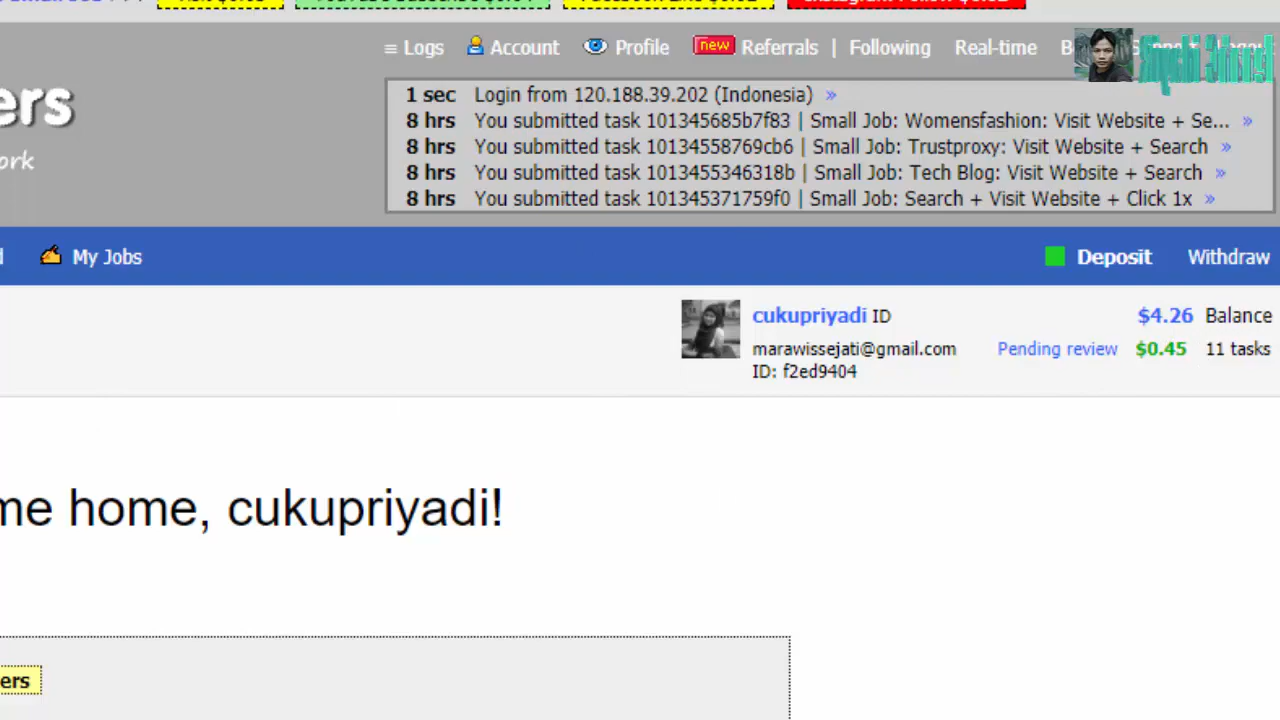 ≡ Logs Account Profile new Referrals | Following Real-time
1 sec Login from 120.188.39.202 (Indonesia) »
8 hrs You submitted task 101345685b7f83 | Small Job: Womensfashion: Visit Website + Se... »
8 hrs You submitted task 10134558769cb6 | Small Job: Trustproxy: Visit Website + Search »
8 hrs You submitted task 1013455346318b | Small Job: Tech Blog: Visit Website + Search »
8 hrs You submitted task 101345371759f0 | Small Job: Search + Visit Website + Click 1x »
ers
ork
My Jobs Deposit Withdraw
cukupriyadi ID $4.26 Balance
marawissejati@gmail.com Pending review $0.45 11 tasks
ID: f2ed9404
me home, cukupriyadi!
ers